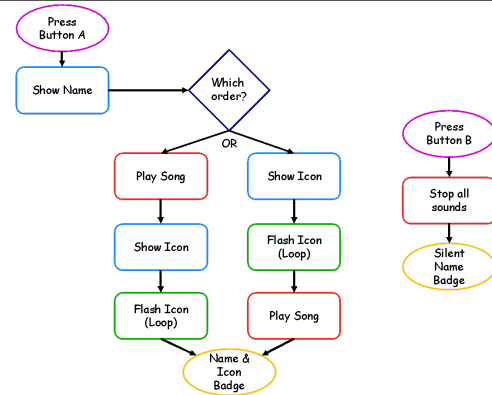 Press
Button A
Show Name
Which
order?
OR
Play Song
Show Icon
Show Icon
Flash Icon
(Loop)
Flash Icon
(Loop)
Play Song
Name &
Icon
Badge
Press
Button B
Stop all
sounds
Silent
Name
Badge